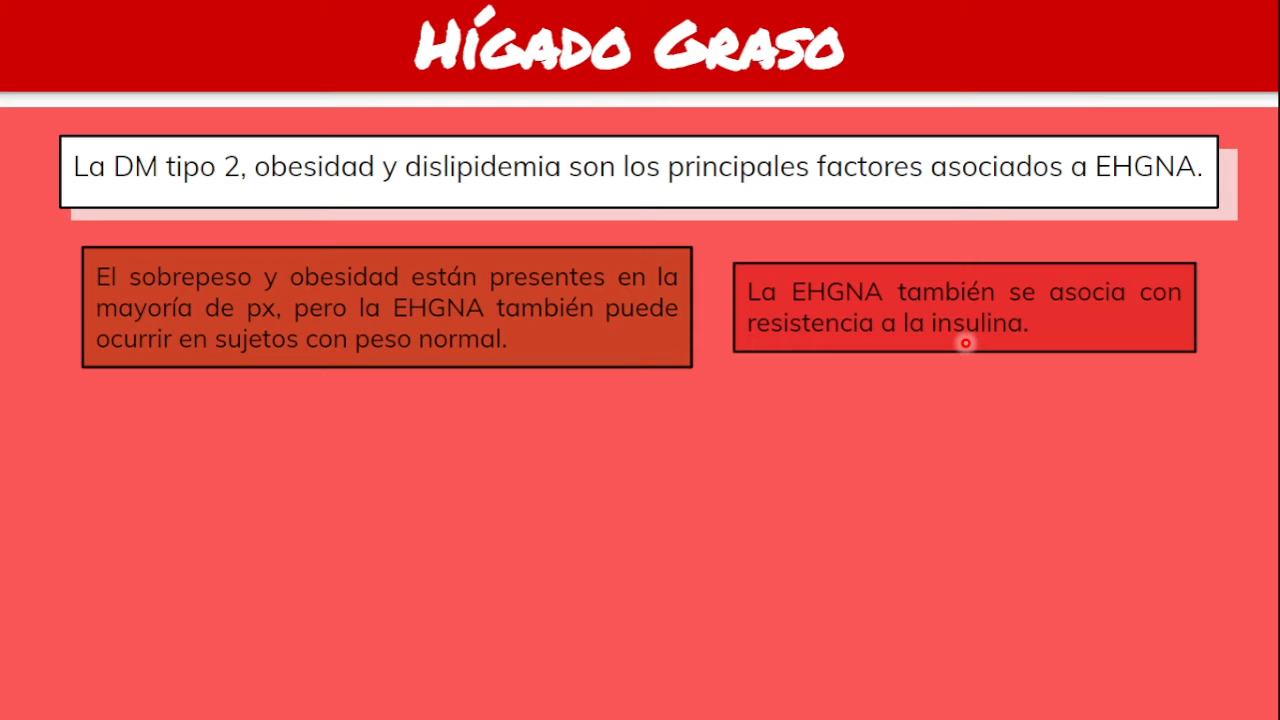 Hígado Graso
La DM tipo 2, obesidad y dislipidemia son los principales factores asociados a EHGNA.
El sobrepeso y obesidad están presentes en la
mayoría de px, pero la EHGNA también puede
ocurrir en sujetos con peso normal.
La EHGNA también se asocia con
resistencia a la insulina.